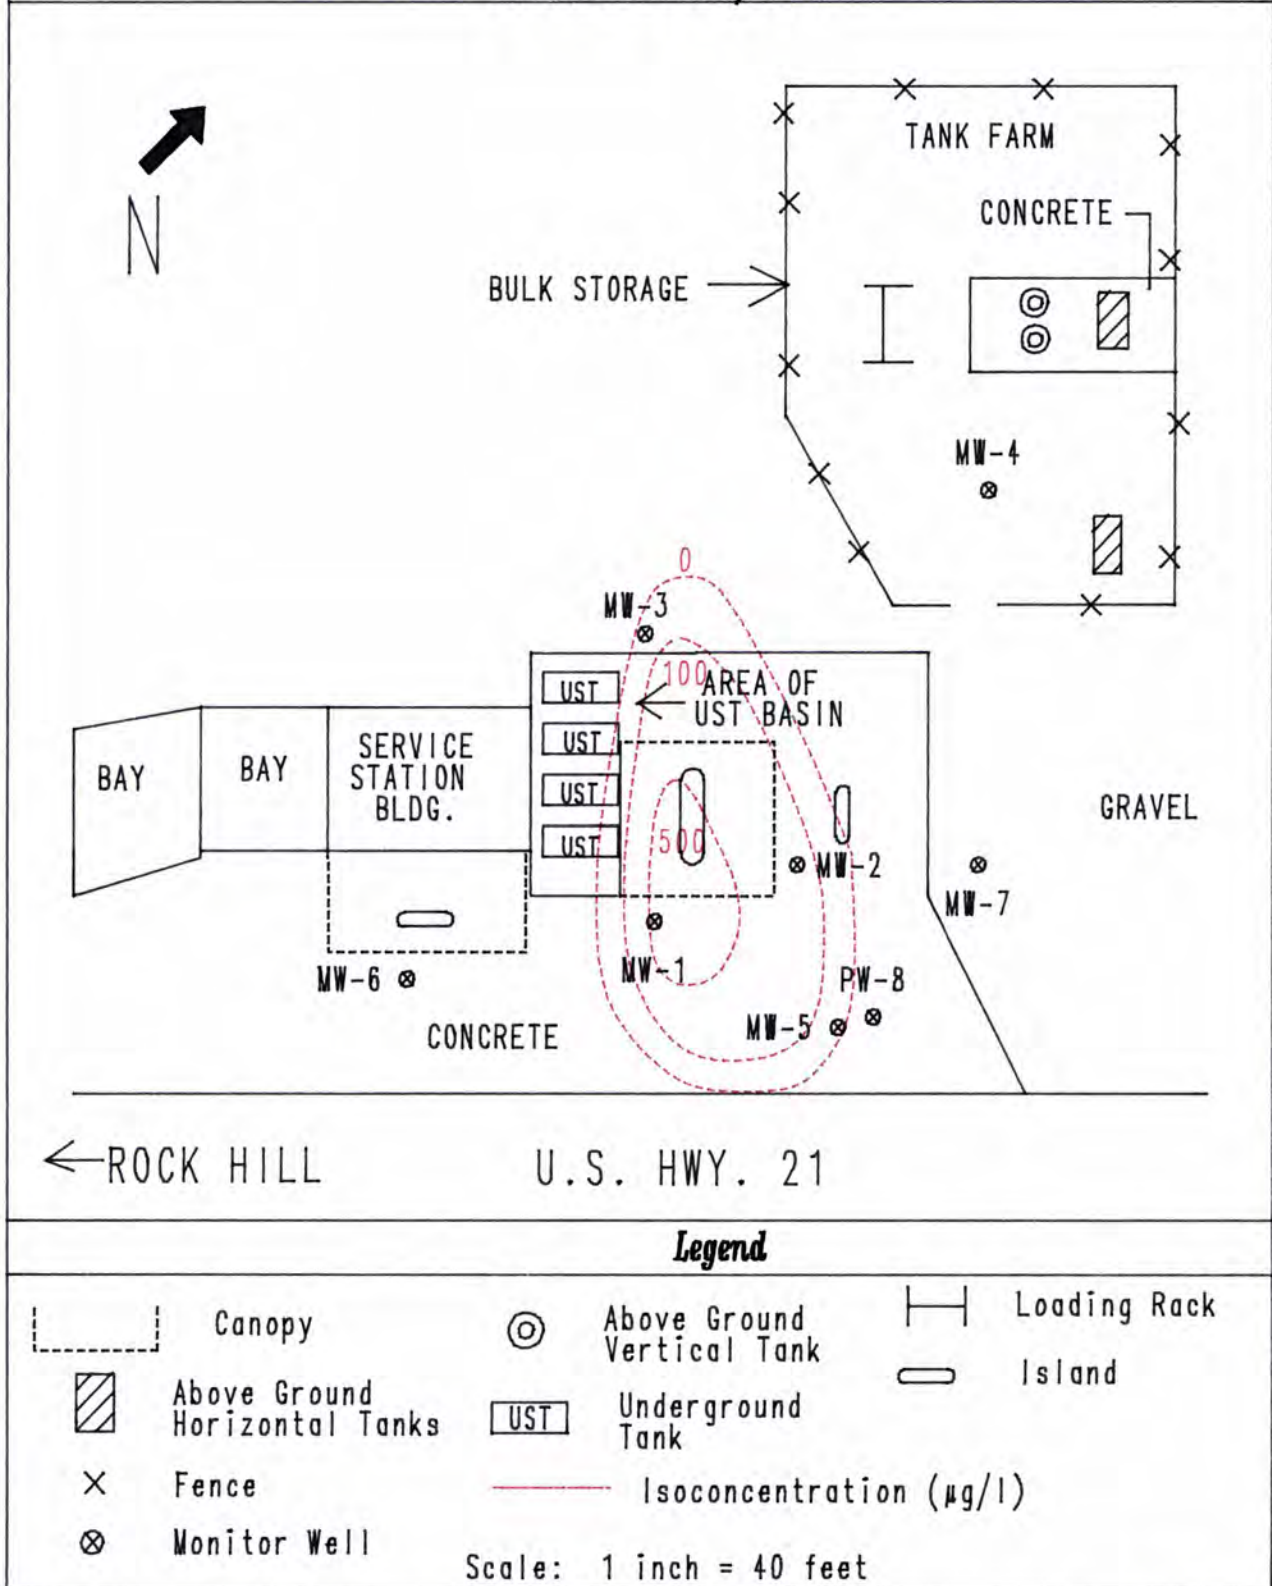 N
TANK FARM
CONCRETE
BULK STORAGE
MW-4
0
MW-3
100
AREA OF
UST BASIN
UST
UST
UST
UST
BAY
BAY
SERVICE
STATION
BLDG.
500
GRAVEL
MW-2
MW-7
MW-1
MW-6
PW-8
MW-5
CONCRETE
ROCK HILL
U.S. HWY. 21
Legend
Canopy
Above Ground
Vertical Tank
Loading Rack
Above Ground
Horizontal Tanks
UST
Underground
Tank
Island
Fence
Isoconcentration (µg/l)
Monitor Well
Scale: 1 inch = 40 feet